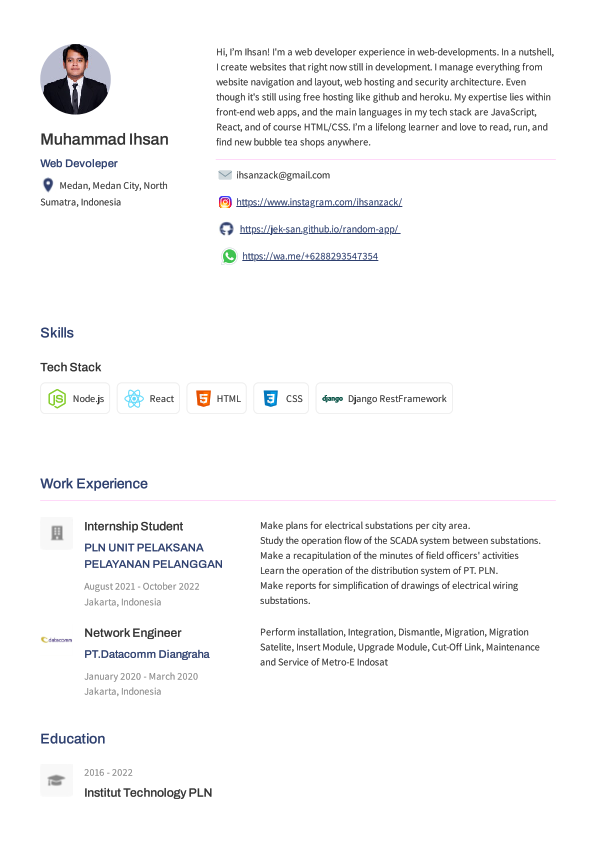 Muhammad Ihsan
Web Devoleper
Medan, Medan City, North
Sumatra, Indonesia
Hi, I'm Ihsan! I'm a web developer experience in web-developments. In a nutshell,
I create websites that right now still in development. I manage everything from
website navigation and layout, web hosting and security architecture. Even
though it's still using free hosting like github and heroku. My expertise lies within
front-end web apps, and the main languages in my tech stack are JavaScript,
React, and of course HTML/CSS. I'm a lifelong learner and love to read, run, and
find new bubble tea shops anywhere.
ihsanzack@gmail.com
https://www.instagram.com/ihsanzack/
https://jek-san.github.io/random-app/
https://wa.me/+6288293547354
Skills
Tech Stack
Node.js
React
HTML
CSS
django
Django RestFramework
Work Experience
Internship Student
PLN UNIT PELAKSANA
PELAYANAN PELANGGAN
August 2021 - October 2022
Jakarta, Indonesia
Make plans for electrical substations per city area.
Study the operation flow of the SCADA system between substations.
Make a recapitulation of the minutes of field officers' activities
Learn the operation of the distribution system of PT. PLN.
Make reports for simplification of drawings of electrical wiring
substations.
datacomm
Network Engineer
PT.Datacomm Diangraha
January 2020 - March 2020
Jakarta, Indonesia
Perform installation, Integration, Dismantle, Migration, Migration
Satelite, Insert Module, Upgrade Module, Cut-Off Link, Maintenance
and Service of Metro-E Indosat
Education
2016 - 2022
Institut Technology PLN